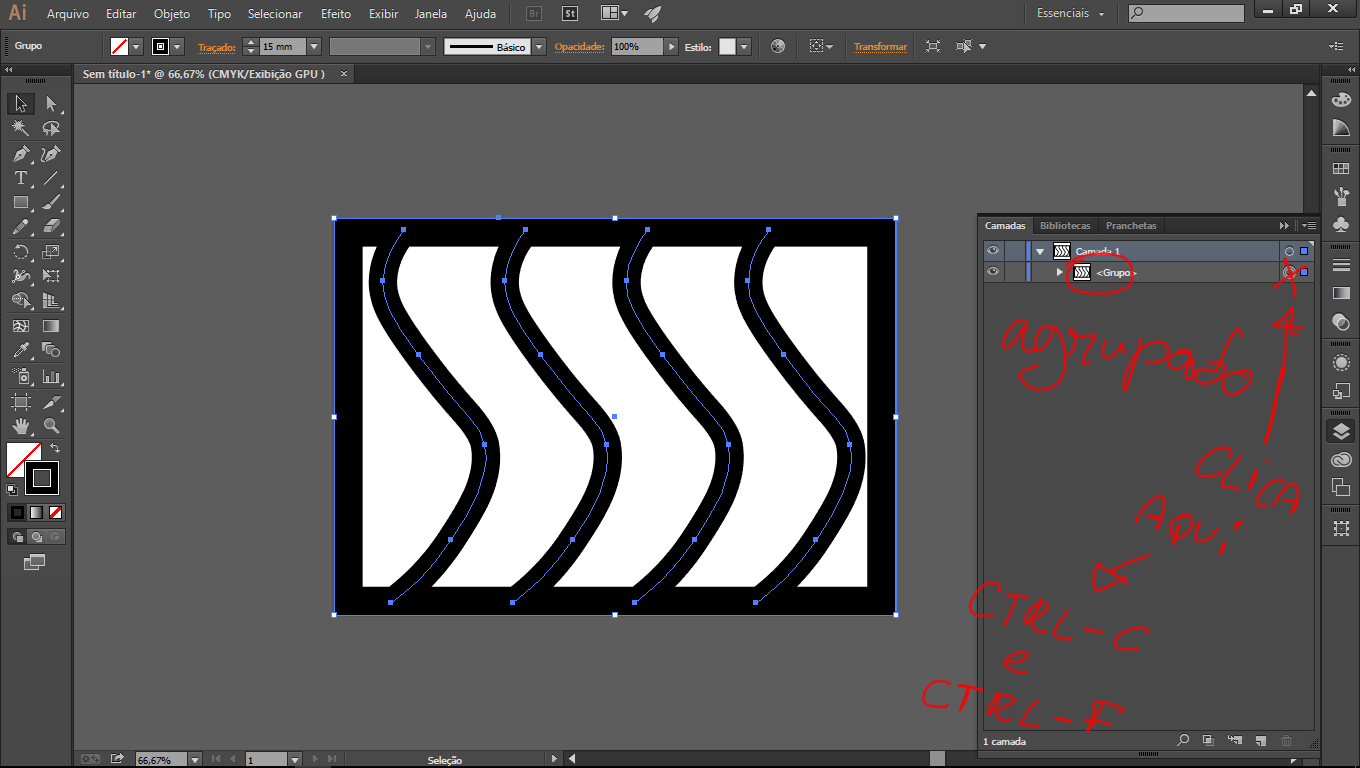 Ai Arquivo Editar Objeto Tipo Selecionar Efeito Exibir Janela Ajuda Br St Essenciais
Grupo Traçado: 15 mm Básico Opacidade: 100% Estilo: Transformar
Sem título-1* @ 66,67% (CMYK/Exibição GPU ) ×
Camadas Bibliotecas Pranchetas
Camada 1
<Grupo>
agrupado
CLiCA
AQUi
CTRL-C
e
CTRL-F
1 camada
66,67% 1 Seleção